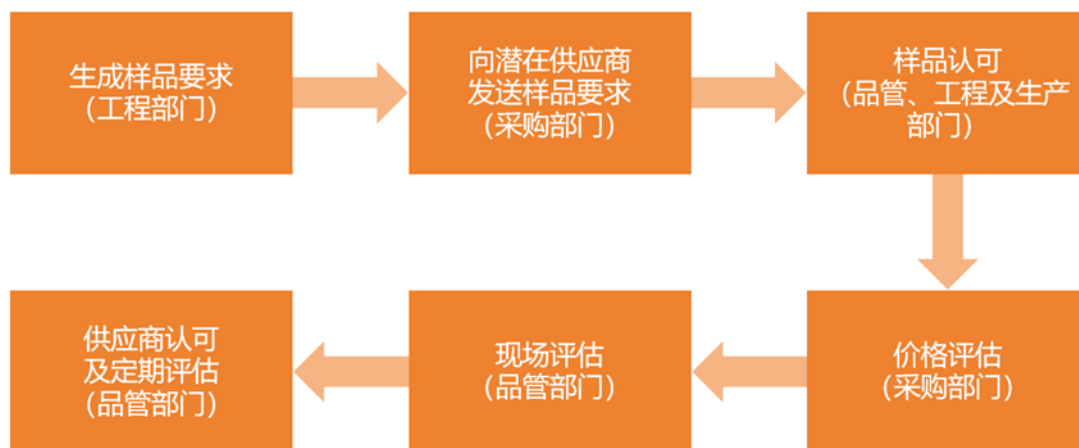 生成样品要求
（工程部门）
向潜在供应商
发送样品要求
（采购部门）
样品认可
（品管、工程及生产
部门）
价格评估
（采购部门）
现场评估
（品管部门）
供应商认可
及定期评估
（品管部门）